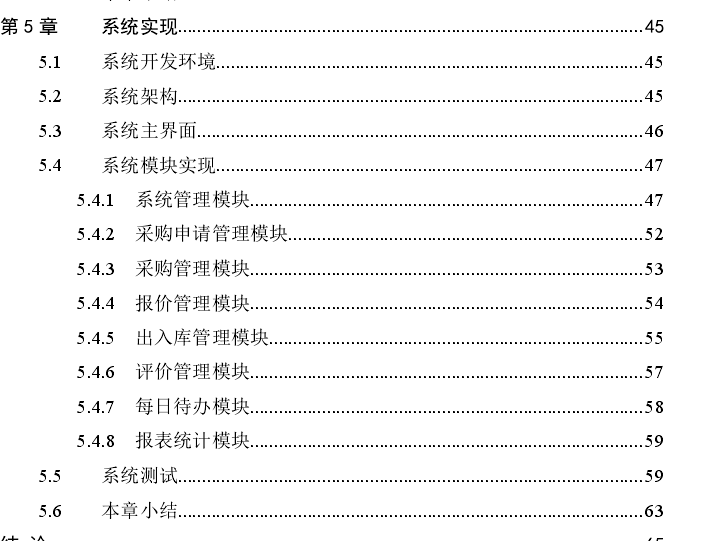 第 5 章 系统实现 45
5.1 系统开发环境 45
5.2 系统架构 45
5.3 系统主界面 46
5.4 系统模块实现 47
5.4.1 系统管理模块 47
5.4.2 采购申请管理模块 52
5.4.3 采购管理模块 53
5.4.4 报价管理模块 54
5.4.5 出入库管理模块 55
5.4.6 评价管理模块 57
5.4.7 每日待办模块 58
5.4.8 报表统计模块 59
5.5 系统测试 59
5.6 本章小结 63